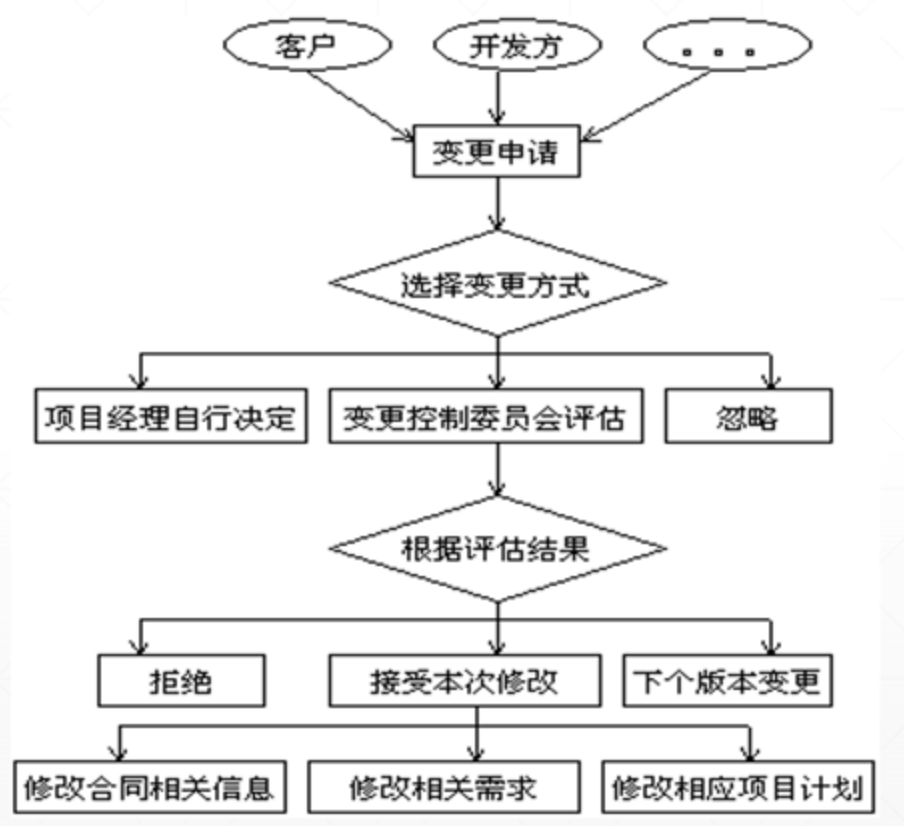 客户
开发方
。。。
变更申请
选择变更方式
项目经理自行决定
变更控制委员会评估
忽略
根据评估结果
拒绝
接受本次修改
下个版本变更
修改合同相关信息
修改相关需求
修改相应项目计划